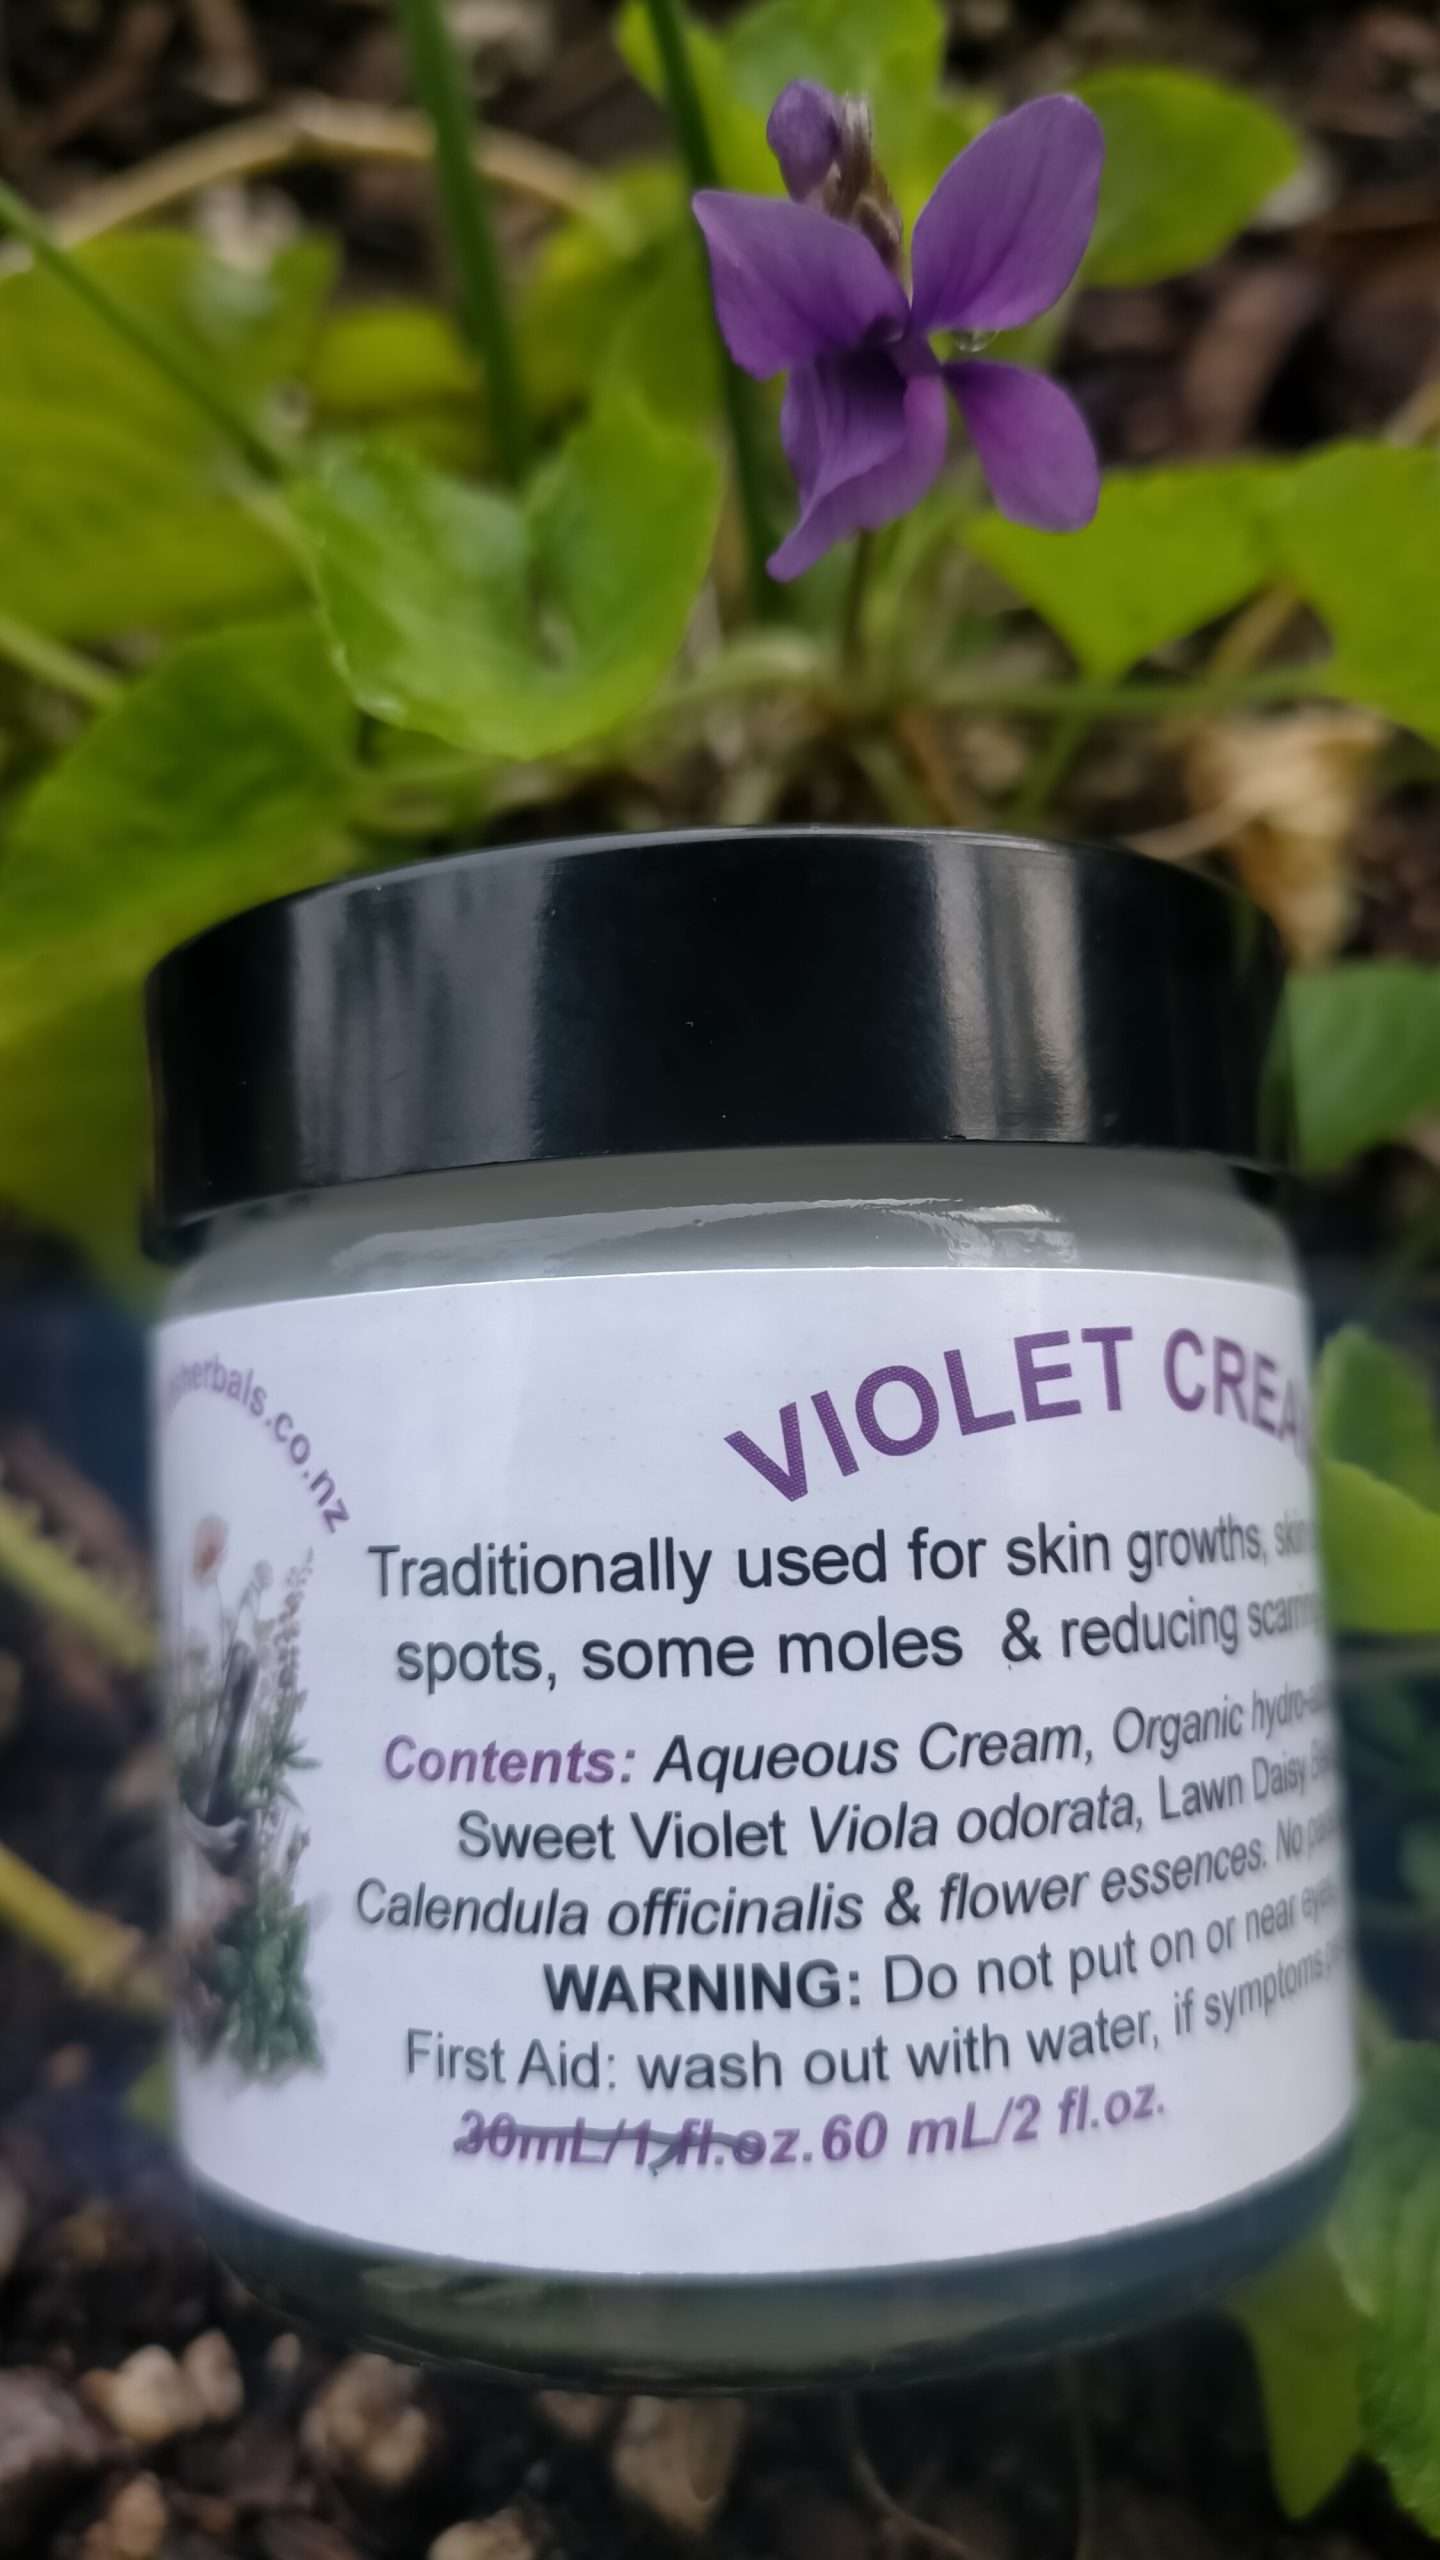 herbals.co.nz
VIOLET CREA
Traditionally used for skin growths, skin
spots, some moles & reducing
Contents: Aqueous Cream, Organic
Sweet Violet Viola odorata, Lawn Daisy
Calendula officinalis & flower essences. No
WARNING: Do not put on or near
First Aid: wash out with water, if symptoms
30mL/1 fl.oz. 60 mL/2 fl.oz.